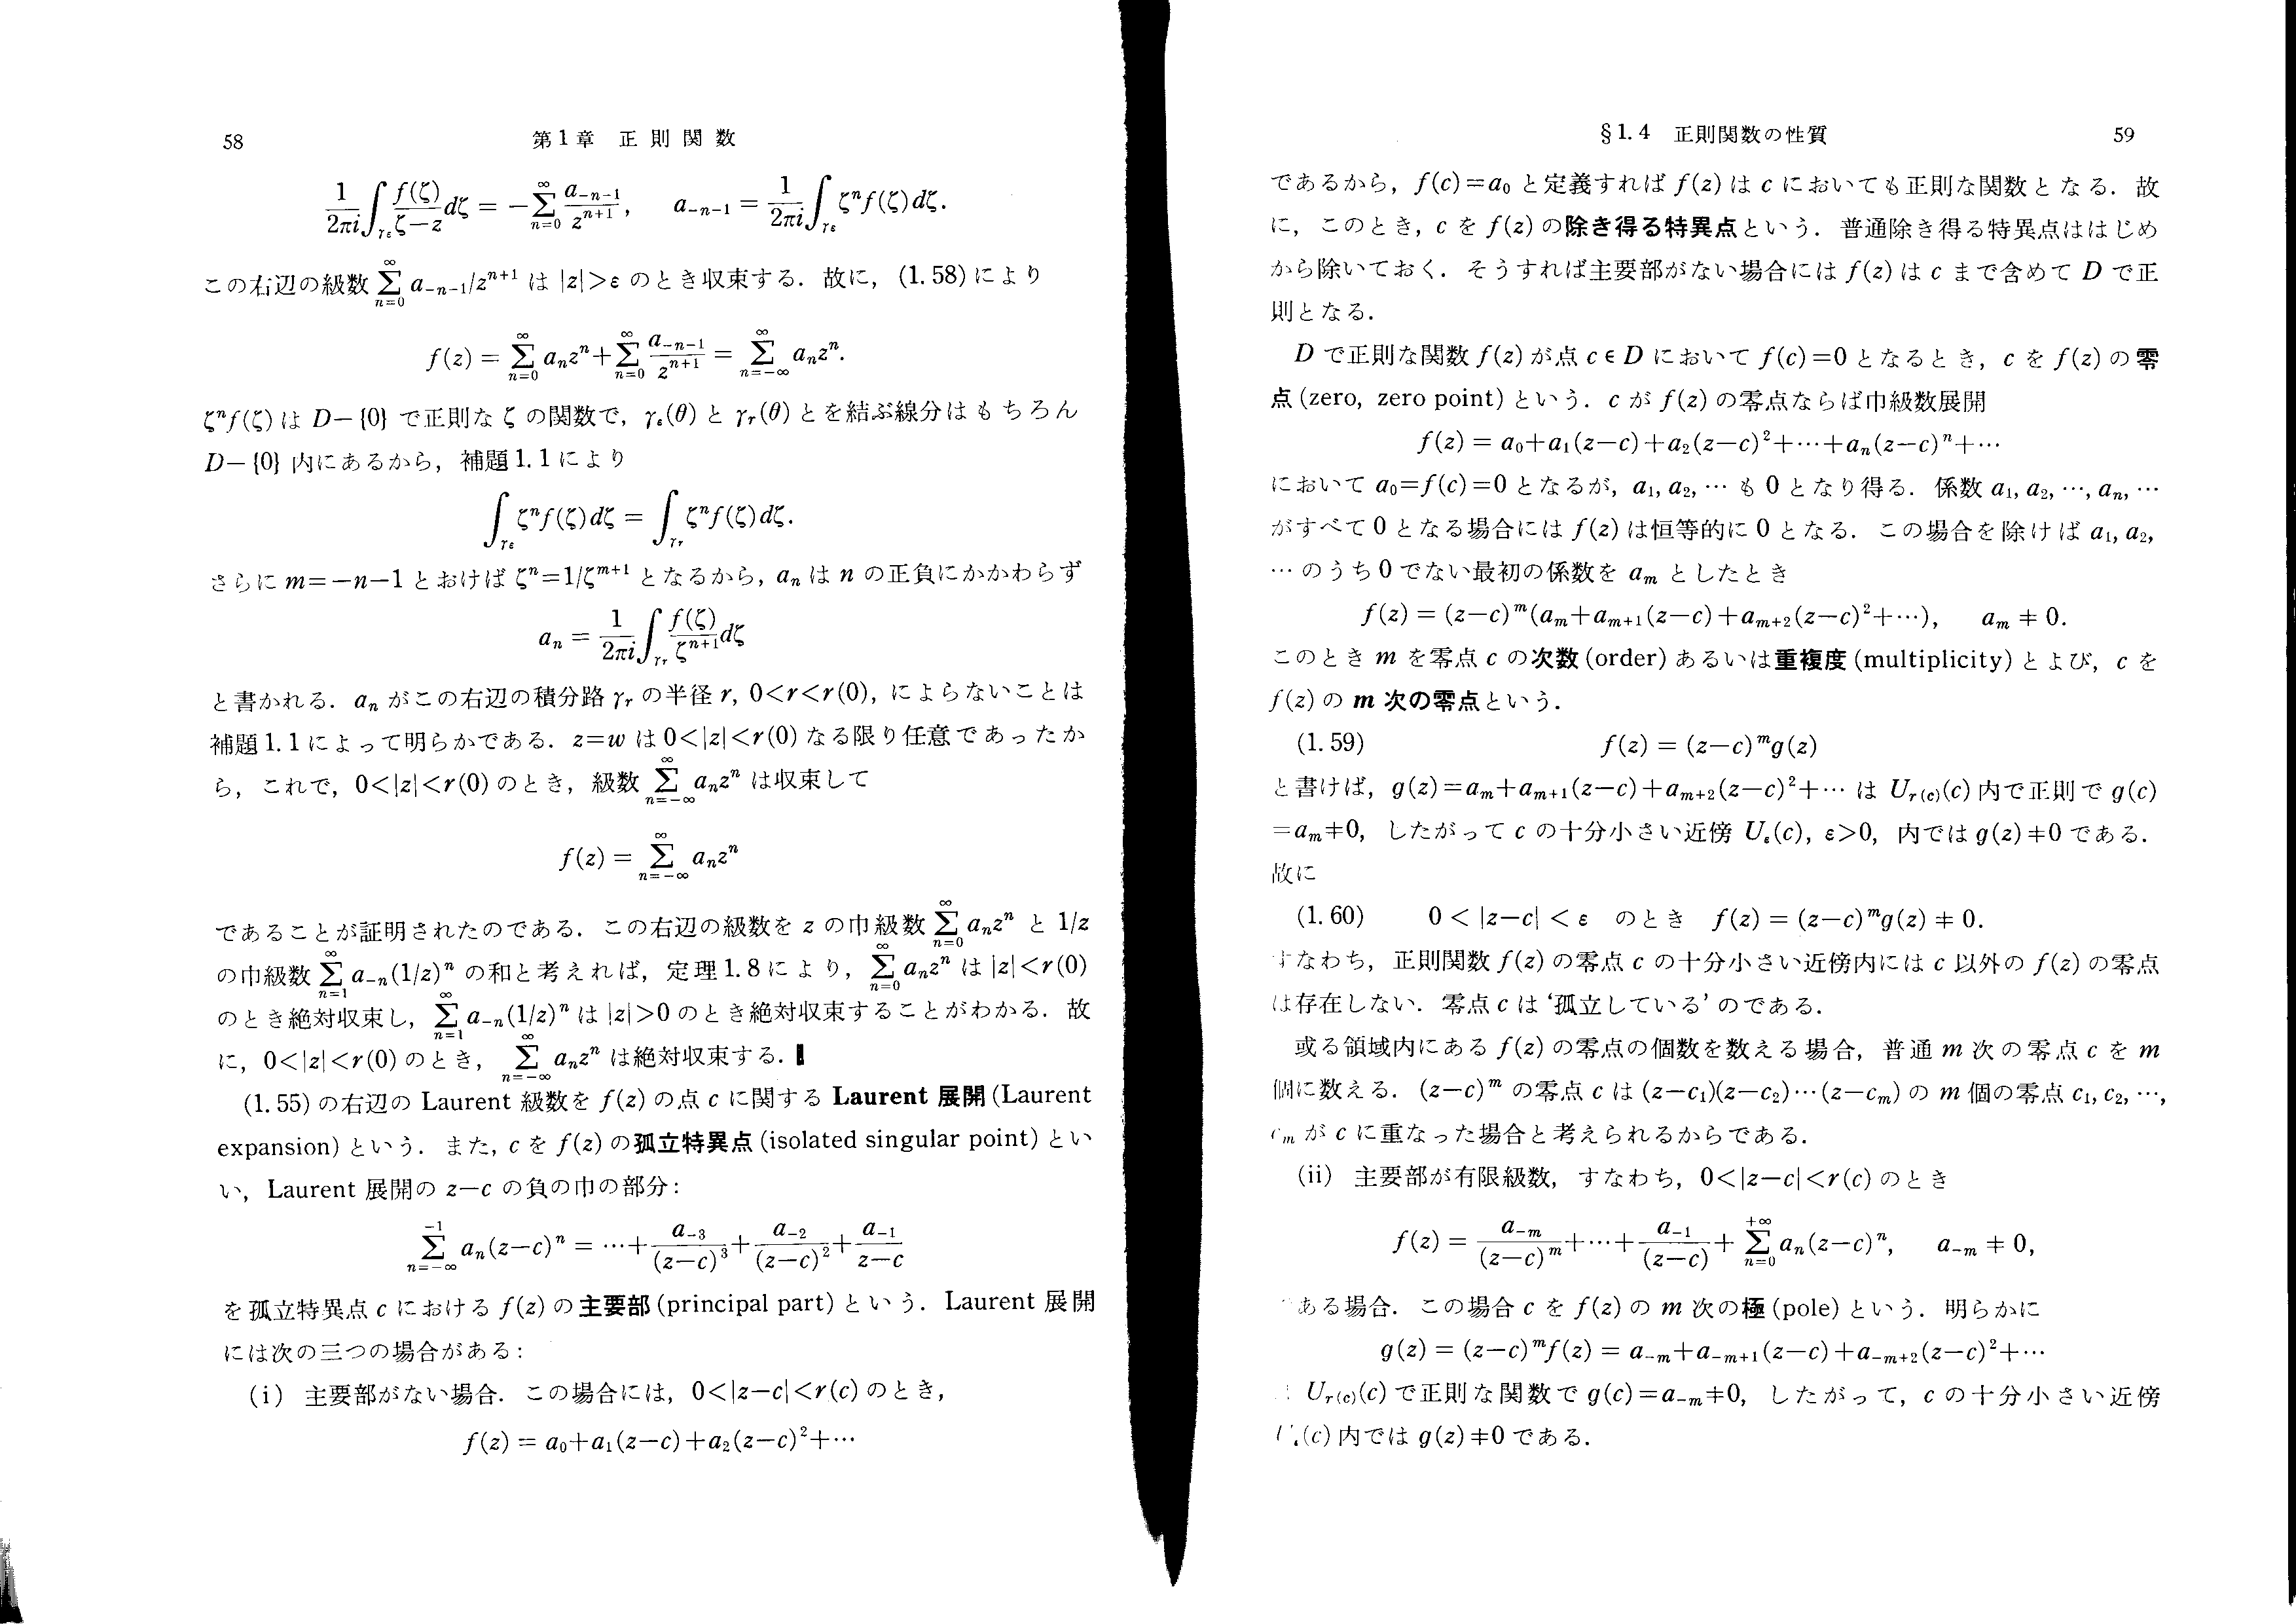 58 第1章 正則関数
\frac{1}{2\pi i}\int_{\gamma_\varepsilon}\frac{f(\zeta)}{\zeta-z}d\zeta = -\sum_{n=0}^{\infty}\frac{a_{-n-1}}{z^{n+1}}, a_{-n-1} = \frac{1}{2\pi i}\int_{\gamma_\varepsilon}\zeta^n f(\zeta)d\zeta.
この右辺の級数 \sum_{n=0}^{\infty} a_{-n-1}/z^{n+1} は |z|>ε のとき収束する．故に，(1.58)により
f(z) = \sum_{n=0}^{\infty} a_n z^n + \sum_{n=0}^{\infty}\frac{a_{-n-1}}{z^{n+1}} = \sum_{n=-\infty}^{\infty} a_n z^n.
ζ^n f(ζ) は D−{0} で正則な ζ の関数で，γ_ε(θ) と γ_r(θ) とを結ぶ線分はもちろん
D−{0} 内にあるから，補題1.1により
\int_{\gamma_\varepsilon}\zeta^n f(\zeta)d\zeta = \int_{\gamma_r}\zeta^n f(\zeta)d\zeta.
さらに m=−n−1 とおけば ζ^n=1/ζ^{m+1} となるから，a_n は n の正負にかかわらず
a_n = \frac{1}{2\pi i}\int_{\gamma_r}\frac{f(\zeta)}{\zeta^{n+1}}d\zeta
と書かれる．a_n がこの右辺の積分路 γ_r の半径 r, 0<r<r(0)，によらないことは
補題1.1によって明らかである．z=w は 0<|z|<r(0) なる限り任意であったか
ら，これで，0<|z|<r(0) のとき，級数 \sum_{n=-\infty}^{\infty} a_n z^n は収束して
f(z) = \sum_{n=-\infty}^{\infty} a_n z^n
であることが証明されたのである．この右辺の級数を z の巾級数 \sum_{n=0}^{\infty} a_n z^n と 1/z
の巾級数 \sum_{n=1}^{\infty} a_{-n}(1/z)^n の和と考えれば，定理1.8により，\sum_{n=0}^{\infty} a_n z^n は |z|<r(0)
のとき絶対収束し，\sum_{n=1}^{\infty} a_{-n}(1/z)^n は |z|>0 のとき絶対収束することがわかる．故
に，0<|z|<r(0) のとき，\sum_{n=-\infty}^{\infty} a_n z^n は絶対収束する．▮
(1.55)の右辺の Laurent 級数を f(z) の点 c に関する Laurent 展開 (Laurent
expansion) という．また，c を f(z) の孤立特異点 (isolated singular point) とい
い，Laurent 展開の z−c の負の巾の部分：
\sum_{n=-\infty}^{-1} a_n(z-c)^n = \cdots+\frac{a_{-3}}{(z-c)^3}+\frac{a_{-2}}{(z-c)^2}+\frac{a_{-1}}{z-c}
を孤立特異点 c における f(z) の主要部 (principal part) という．Laurent 展開
には次の三つの場合がある：
(i) 主要部がない場合．この場合には，0<|z−c|<r(c) のとき，
f(z) = a_0+a_1(z−c)+a_2(z−c)^2+⋯
§1.4 正則関数の性質 59
であるから，f(c)=a_0 と定義すれば f(z) は c においても正則な関数となる．故
に，このとき，c を f(z) の除き得る特異点という．普通除き得る特異点ははじめ
から除いておく．そうすれば主要部がない場合には f(z) は c まで含めて D で正
則となる．
D で正則な関数 f(z) が点 c∈D において f(c)=0 となるとき，c を f(z) の零
点 (zero, zero point) という．c が f(z) の零点ならば巾級数展開
f(z) = a_0+a_1(z−c)+a_2(z−c)^2+⋯+a_n(z−c)^n+⋯
において a_0=f(c)=0 となるが，a_1, a_2, ⋯ も 0 となり得る．係数 a_1, a_2, ⋯, a_n, ⋯
がすべて 0 となる場合には f(z) は恒等的に 0 となる．この場合を除けば a_1, a_2,
⋯ のうち 0 でない最初の係数を a_m としたとき
f(z) = (z−c)^m(a_m+a_{m+1}(z−c)+a_{m+2}(z−c)^2+⋯), a_m ≠ 0.
このとき m を零点 c の次数 (order) あるいは重複度 (multiplicity) とよび，c を
f(z) の m 次の零点という．
(1.59) f(z) = (z−c)^m g(z)
と書けば，g(z)=a_m+a_{m+1}(z−c)+a_{m+2}(z−c)^2+⋯ は U_{r(c)}(c) 内で正則で g(c)
=a_m≠0，したがって c の十分小さい近傍 U_ε(c), ε>0，内では g(z)≠0 である．
故に
(1.60) 0 < |z−c| < ε のとき f(z) = (z−c)^m g(z) ≠ 0.
すなわち，正則関数 f(z) の零点 c の十分小さい近傍内には c 以外の f(z) の零点
は存在しない．零点 c は‘孤立している’のである．
或る領域内にある f(z) の零点の個数を数える場合，普通 m 次の零点 c を m
個に数える．(z−c)^m の零点 c は (z−c_1)(z−c_2)⋯(z−c_m) の m 個の零点 c_1, c_2, ⋯,
c_m が c に重なった場合と考えられるからである．
(ii) 主要部が有限級数，すなわち，0<|z−c|<r(c) のとき
f(z) = \frac{a_{-m}}{(z-c)^m}+\cdots+\frac{a_{-1}}{(z-c)}+\sum_{n=0}^{+\infty} a_n(z-c)^n, a_{-m} ≠ 0,
ある場合．この場合 c を f(z) の m 次の極 (pole) という．明らかに
g(z) = (z−c)^m f(z) = a_{-m}+a_{-m+1}(z−c)+a_{-m+2}(z−c)^2+⋯
U_{r(c)}(c) で正則な関数で g(c)=a_{-m}≠0，したがって，c の十分小さい近傍
U_ε(c) 内では g(z)≠0 である．